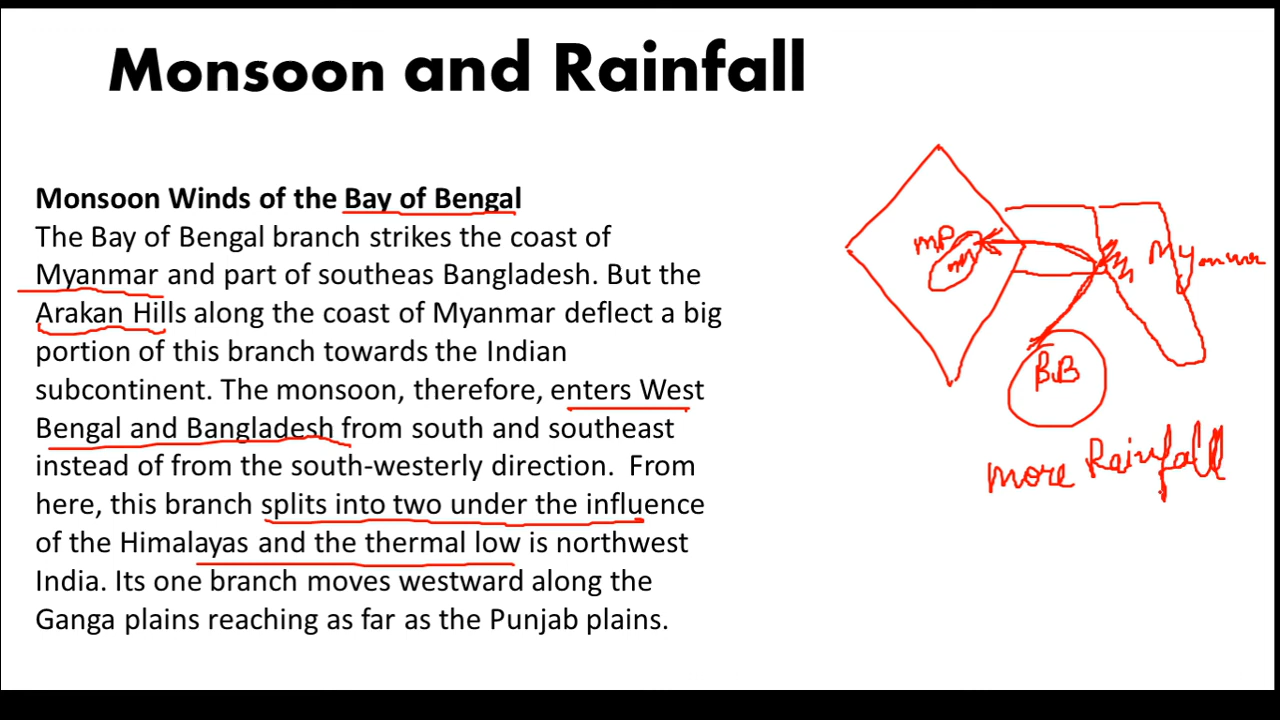 Monsoon and Rainfall
Monsoon Winds of the Bay of Bengal
The Bay of Bengal branch strikes the coast of
Myanmar and part of southeas Bangladesh. But the
Arakan Hills along the coast of Myanmar deflect a big
portion of this branch towards the Indian
subcontinent. The monsoon, therefore, enters West
Bengal and Bangladesh from south and southeast
instead of from the south-westerly direction. From
here, this branch splits into two under the influence
of the Himalayas and the thermal low is northwest
India. Its one branch moves westward along the
Ganga plains reaching as far as the Punjab plains.
MP
Myanmar
B.B
more Rainfall